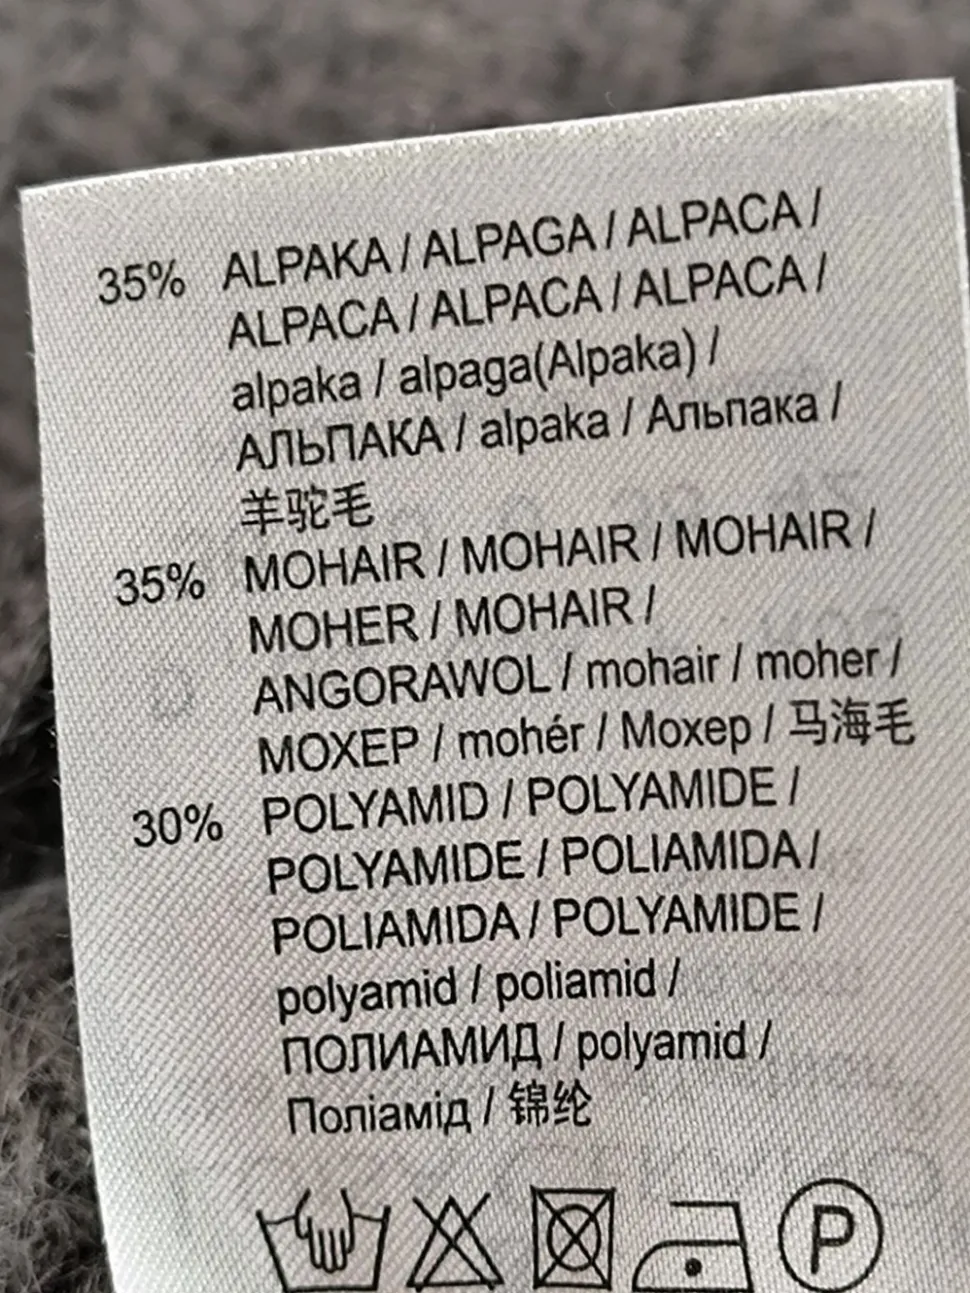 35% ALPAKA / ALPAGA / ALPACA /
ALPACA / ALPACA / ALPACA /
alpaka / alpaga(Alpaka) /
АЛЬПАКА / alpaka / Альпака /
羊驼毛
35% MOHAIR / MOHAIR / MOHAIR /
MOHER / MOHAIR /
ANGORAWOL / mohair / moher /
МОХЕР / mohér / Мохер / 马海毛
30% POLYAMID / POLYAMIDE /
POLYAMIDE / POLIAMIDA /
POLIAMIDA / POLYAMIDE /
polyamid / poliamid /
ПОЛИАМИД / polyamid /
Поліамід / 锦纶
P